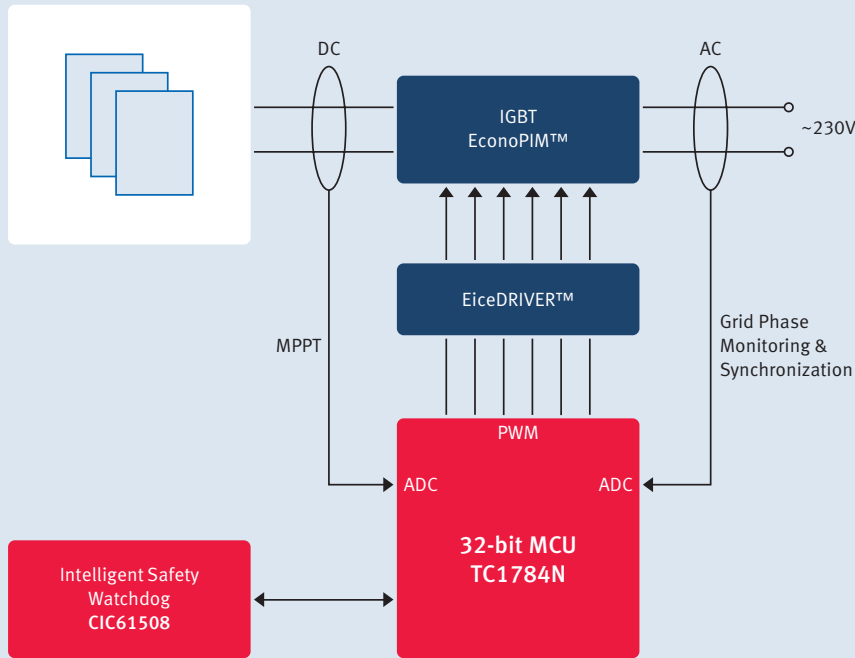 DC
AC
IGBT
EconoPIM™
~230V
EiceDRIVER™
MPPT
Grid Phase
Monitoring &
Synchronization
PWM
ADC
ADC
32-bit MCU
TC1784N
Intelligent Safety
Watchdog
CIC61508